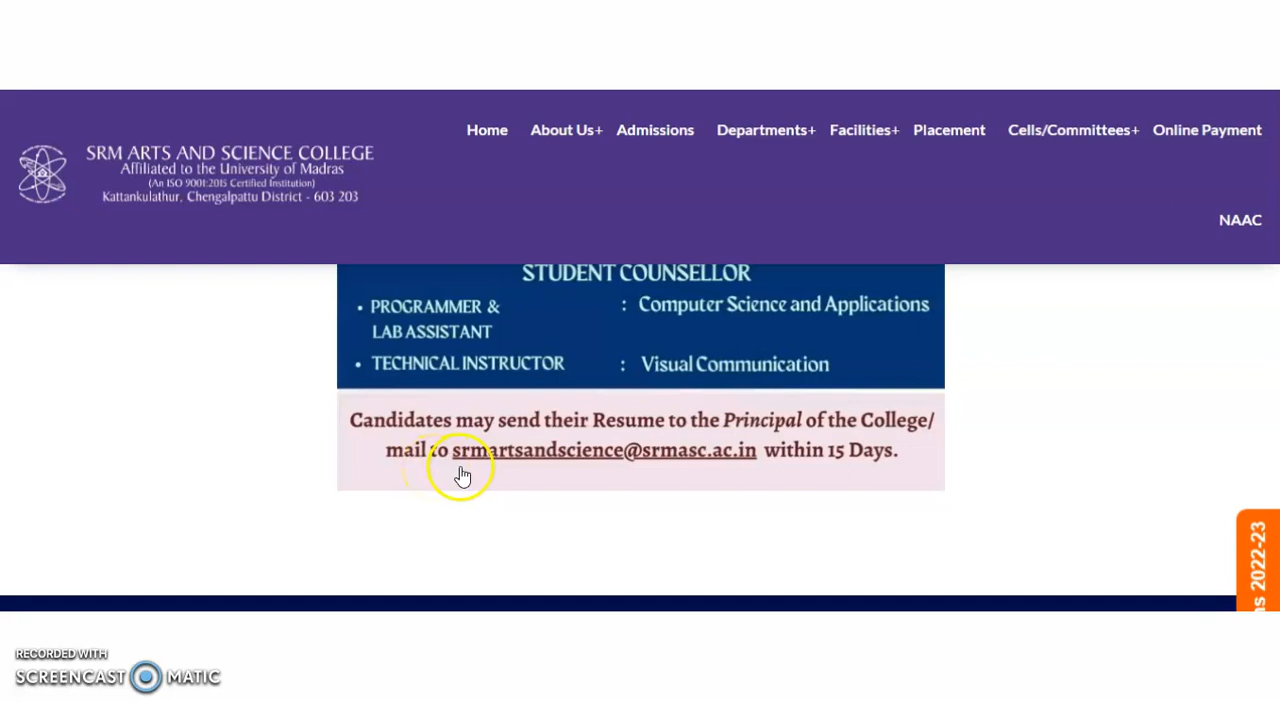 Home About Us+ Admissions Departments+ Facilities+ Placement Cells/Committees+ Online Payment
SRM ARTS AND SCIENCE COLLEGE
Affiliated to the University of Madras
(An ISO 9001:2015 Certified Institution)
Kattankulathur, Chengalpattu District - 603 203
NAAC
STUDENT COUNSELLOR
• PROGRAMMER & : Computer Science and Applications
LAB ASSISTANT
• TECHNICAL INSTRUCTOR : Visual Communication
Candidates may send their Resume to the Principal of the College/
mail to srmartsandscience@srmasc.ac.in within 15 Days.
2022-23
RECORDED WITH
SCREENCAST MATIC